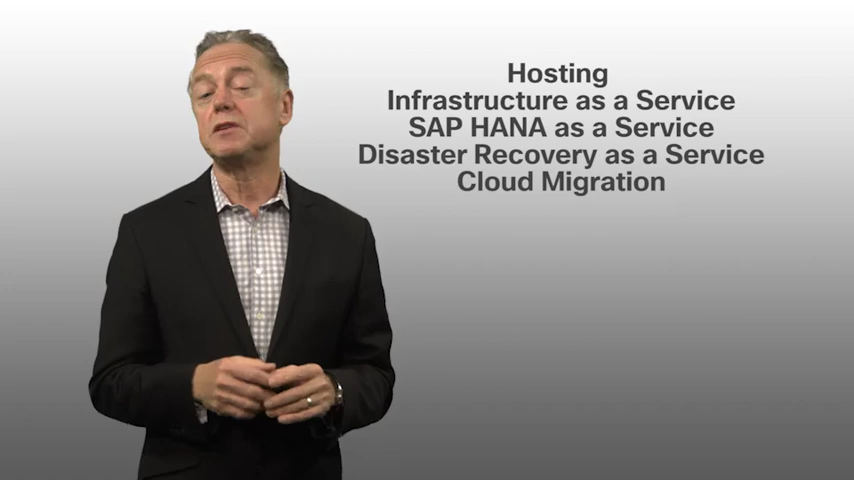 Hosting
Infrastructure as a Service
SAP HANA as a Service
Disaster Recovery as a Service
Cloud Migration